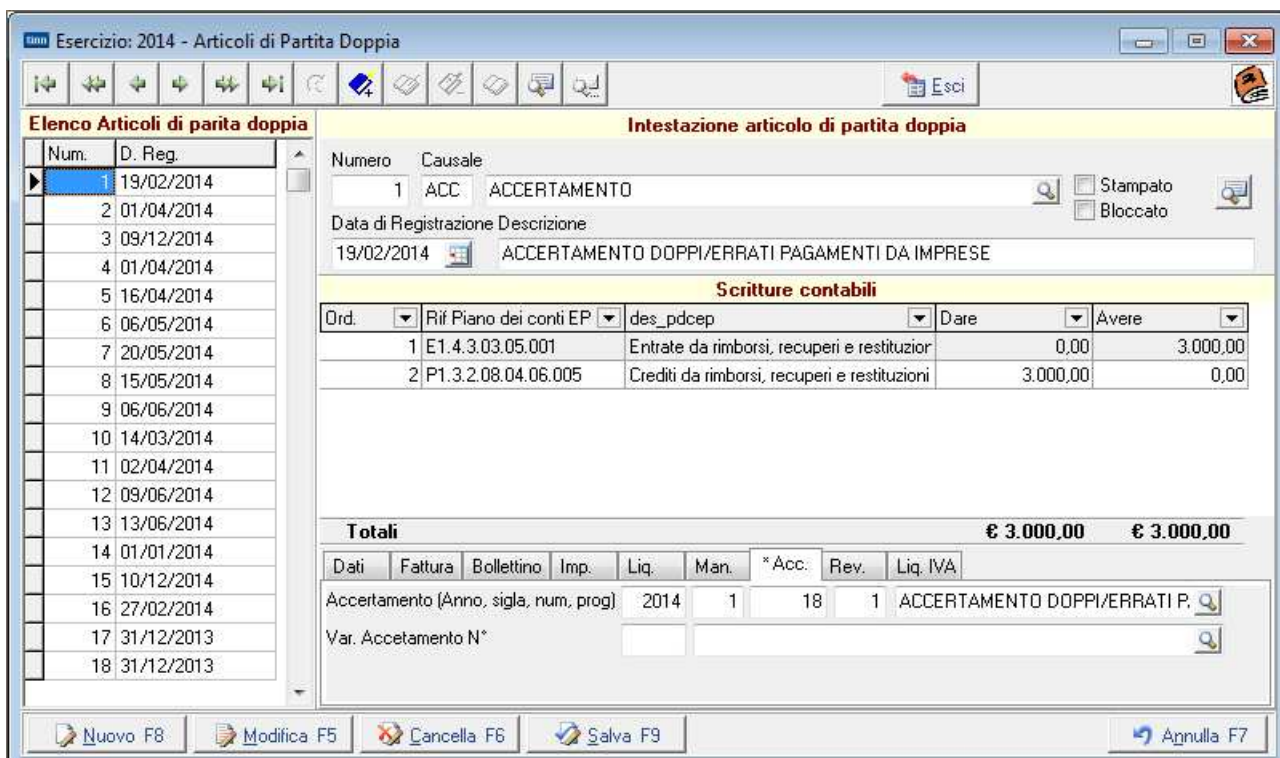 tinn Esercizio: 2014 - Articoli di Partita Doppia
Esci
Elenco Articoli di parita doppia
Num. D. Reg.
1 19/02/2014
2 01/04/2014
3 09/12/2014
4 01/04/2014
5 16/04/2014
6 06/05/2014
7 20/05/2014
8 15/05/2014
9 06/06/2014
10 14/03/2014
11 02/04/2014
12 09/06/2014
13 13/06/2014
14 01/01/2014
15 10/12/2014
16 27/02/2014
17 31/12/2013
18 31/12/2013
Intestazione articolo di partita doppia
Numero Causale
1 ACC ACCERTAMENTO
Stampato
Bloccato
Data di Registrazione Descrizione
19/02/2014 ACCERTAMENTO DOPPI/ERRATI PAGAMENTI DA IMPRESE
Scritture contabili
Ord. Rif Piano dei conti EP des_pdcep Dare Avere
1 E1.4.3.03.05.001 Entrate da rimborsi, recuperi e restituzior 0,00 3.000,00
2 P1.3.2.08.04.06.005 Crediti da rimborsi, recuperi e restituzioni 3.000,00 0,00
Totali € 3.000,00 € 3.000,00
Dati Fattura Bollettino Imp. Liq. Man. *Acc. Rev. Liq. IVA
Accertamento (Anno, sigla, num, prog) 2014 1 18 1 ACCERTAMENTO DOPPI/ERRATI P.
Var. Accetamento N°
Nuovo F8 Modifica F5 Cancella F6 Salva F9 Annulla F7